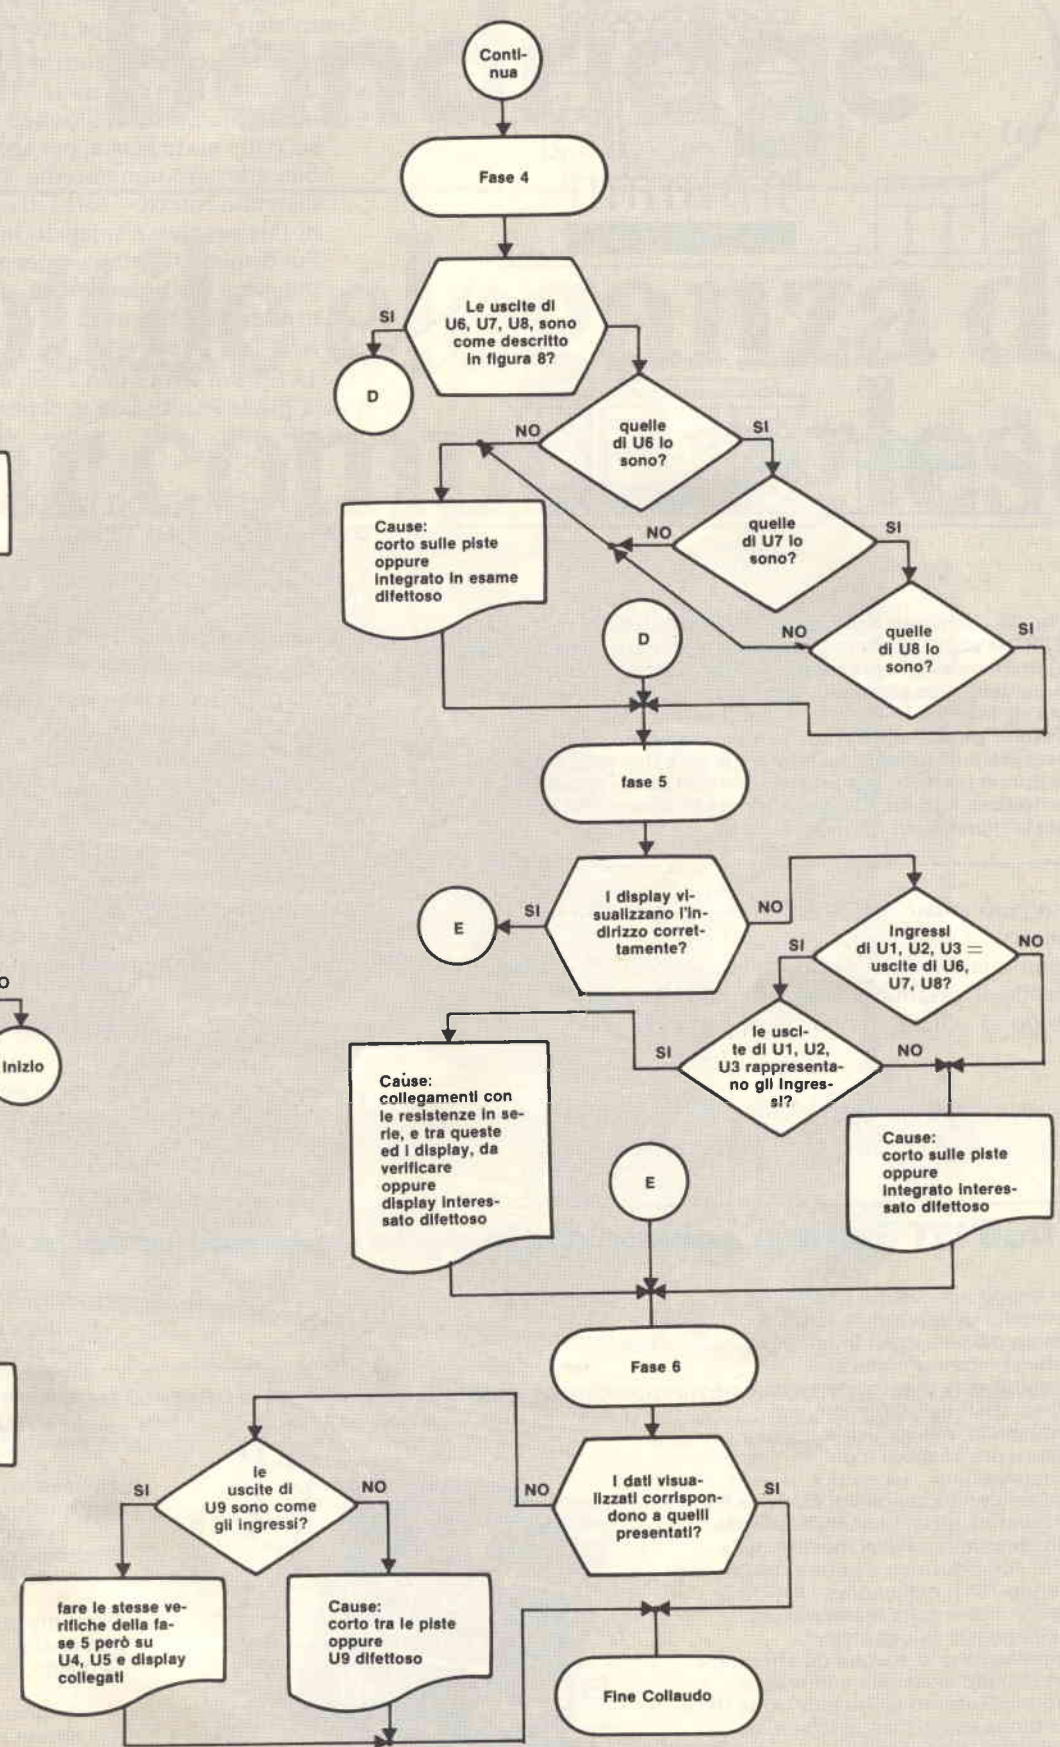 Conti-
nua
Fase 4
Le uscite di
U6, U7, U8, sono
come descritto
in figura 8?
SI
D
quelle
di U6 lo
sono?
NO
SI
Cause:
corto sulle piste
oppure
integrato in esame
difettoso
quelle
di U7 lo
sono?
NO
SI
quelle
di U8 lo
sono?
NO
SI
D
fase 5
I display vi-
sualizzano l'in-
dirizzo corret-
tamente?
SI
E
NO
Ingressi
di U1, U2, U3 =
uscite di U6,
U7, U8?
SI
NO
O
Inizio
le usci-
te di U1, U2,
U3 rappresenta-
no gli ingres-
si?
SI
NO
Cause:
collegamenti con
le resistenze in se-
rie, e tra queste
ed i display, da
verificare
oppure
display interes-
sato difettoso
Cause:
corto sulle piste
oppure
integrato interes-
sato difettoso
E
Fase 6
I dati visua-
lizzati corrispon-
dono a quelli
presentati?
NO
SI
le
uscite di
U9 sono come
gli ingressi?
SI
NO
fare le stesse ve-
rifiche della fa-
se 5 però su
U4, U5 e display
collegati
Cause:
corto tra le piste
oppure
U9 difettoso
Fine Collaudo